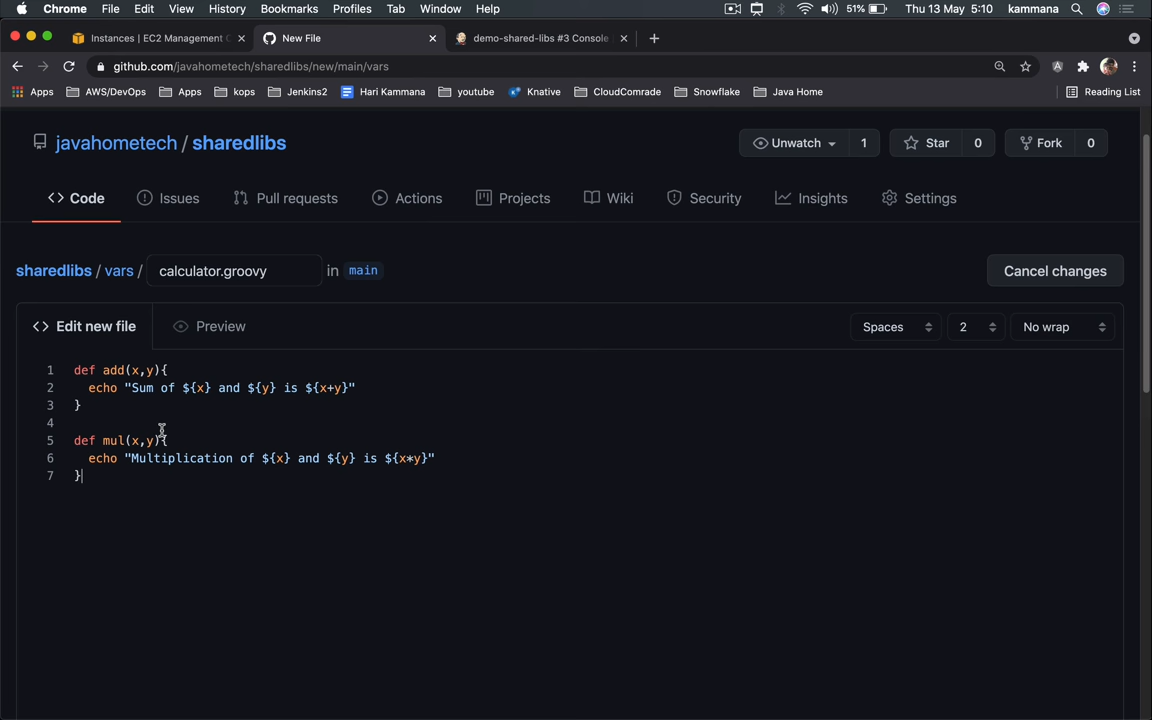 Chrome File Edit View History Bookmarks Profiles Tab Window Help 51% Thu 13 May 5:10 kammana
Instances | EC2 Management C New File demo-shared-libs #3 Console
github.com/javahometech/sharedlibs/new/main/vars
Apps AWS/DevOps Apps kops Jenkins2 Hari Kammana youtube Knative CloudComrade Snowflake Java Home Reading List
javahometech / sharedlibs Unwatch 1 Star 0 Fork 0
Code Issues Pull requests Actions Projects Wiki Security Insights Settings
sharedlibs / vars / calculator.groovy in main Cancel changes
<> Edit new file Preview Spaces 2 No wrap
1 def add(x,y){
2 echo "Sum of ${x} and ${y} is ${x+y}"
3 }
4
5 def mul(x,y){
6 echo "Multiplication of ${x} and ${y} is ${x*y}"
7 }